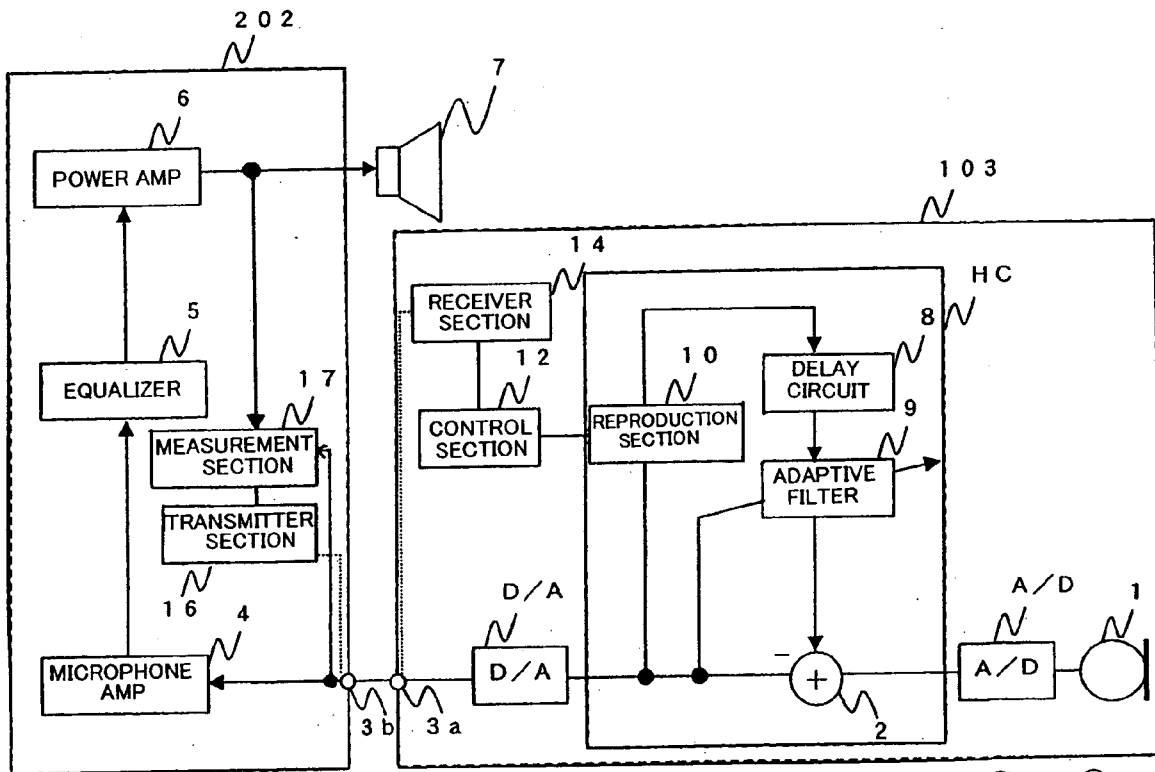 202
6
7
POWER AMP
103
14
HC
RECEIVER
SECTION
5
8
12
10
DELAY
CIRCUIT
EQUALIZER
17
CONTROL
SECTION
REPRODUCTION
SECTION
9
MEASUREMENT
SECTION
ADAPTIVE
FILTER
TRANSMITTER
SECTION
16
D/A
A/D
1
4
MICROPHONE
AMP
D/A
−
+
A/D
3b
3a
2